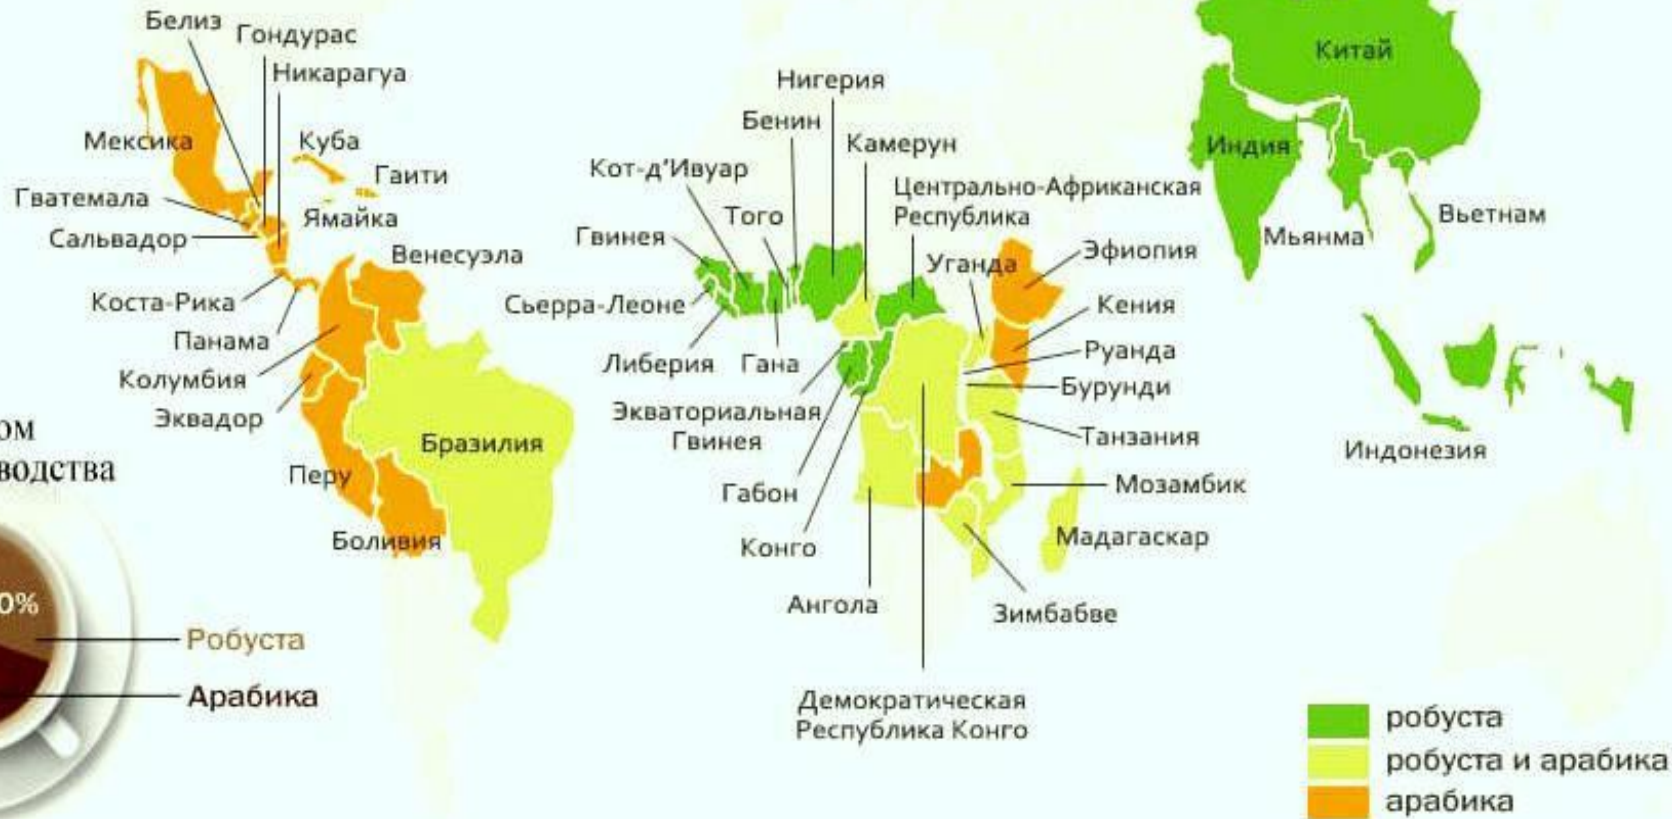 Белиз
Гондурас
Никарагуа
Мексика
Куба
Гаити
Гватемала
Ямайка
Сальвадор
Венесуэла
Коста-Рика
Панама
Колумбия
Эквадор
Бразилия
Перу
Боливия
Нигерия
Бенин
Камерун
Кот-д'Ивуар
Центрально-Африканская
Республика
Того
Гвинея
Уганда
Эфиопия
Сьерра-Леоне
Кения
Либерия
Гана
Руанда
Бурунди
Экваториальная
Гвинея
Танзания
Габон
Мозамбик
Конго
Мадагаскар
Ангола
Зимбабве
Демократическая
Республика Конго
Китай
Индия
Мьянма
Вьетнам
Индонезия
ом
водства
0%
Робуста
Арабика
робуста
робуста и арабика
арабика